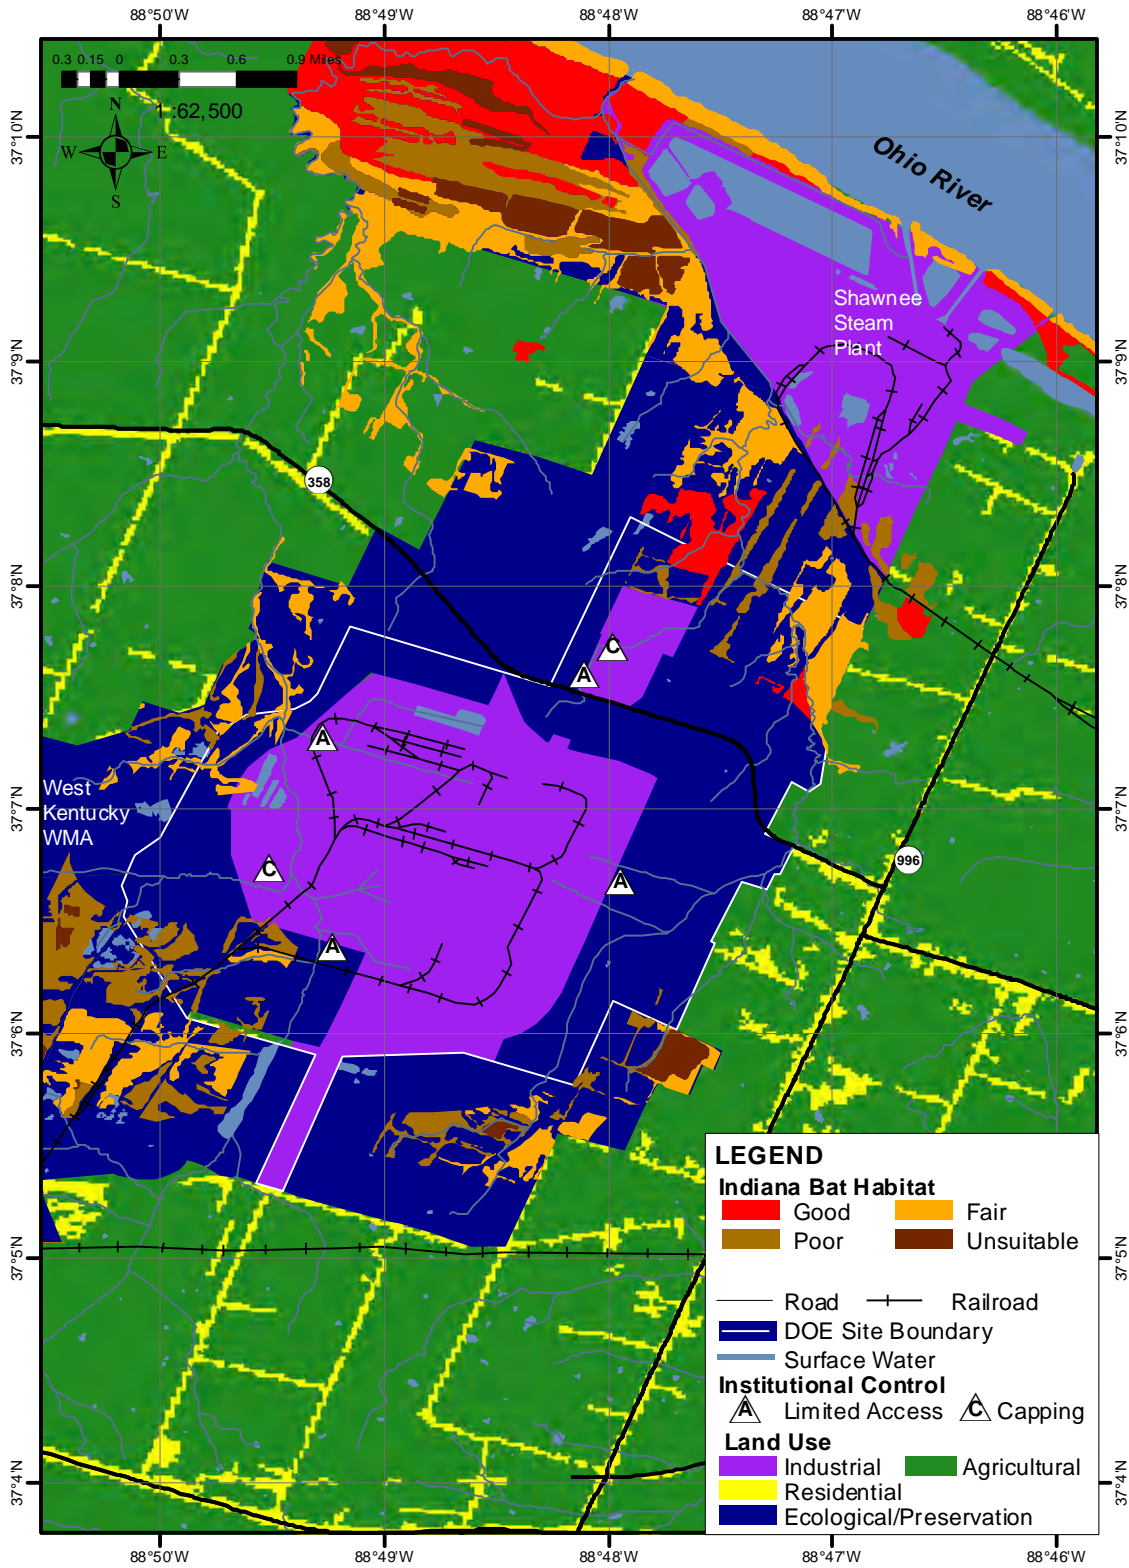 88°50'W 88°49'W 88°48'W 88°47'W 88°46'W
0.3 0.15 0 0.3 0.6 0.9 Miles
1:62,500
N
W E
S
37°10'N 37°10'N
Ohio River
Shawnee
Steam
Plant
37°9'N 37°9'N
358
37°8'N 37°8'N
C
A
A
West
Kentucky
WMA
37°7'N 37°7'N
996
C
A
A
37°6'N 37°6'N
LEGEND
Indiana Bat Habitat
Good Fair
Poor Unsuitable
Road Railroad
DOE Site Boundary
Surface Water
Institutional Control
A Limited Access C Capping
Land Use
Industrial Agricultural
Residential
Ecological/Preservation
37°5'N 37°5'N
37°4'N 37°4'N
88°50'W 88°49'W 88°48'W 88°47'W 88°46'W